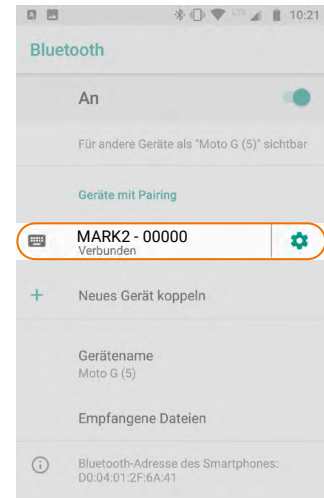 10:21
Bluetooth
An
Für andere Geräte als "Moto G (5)" sichtbar
Geräte mit Pairing
MARK2 - 00000
Verbunden
Neues Gerät koppeln
Gerätename
Moto G (5)
Empfangene Dateien
Bluetooth-Adresse des Smartphones:
D0:04:01:2F:6A:41